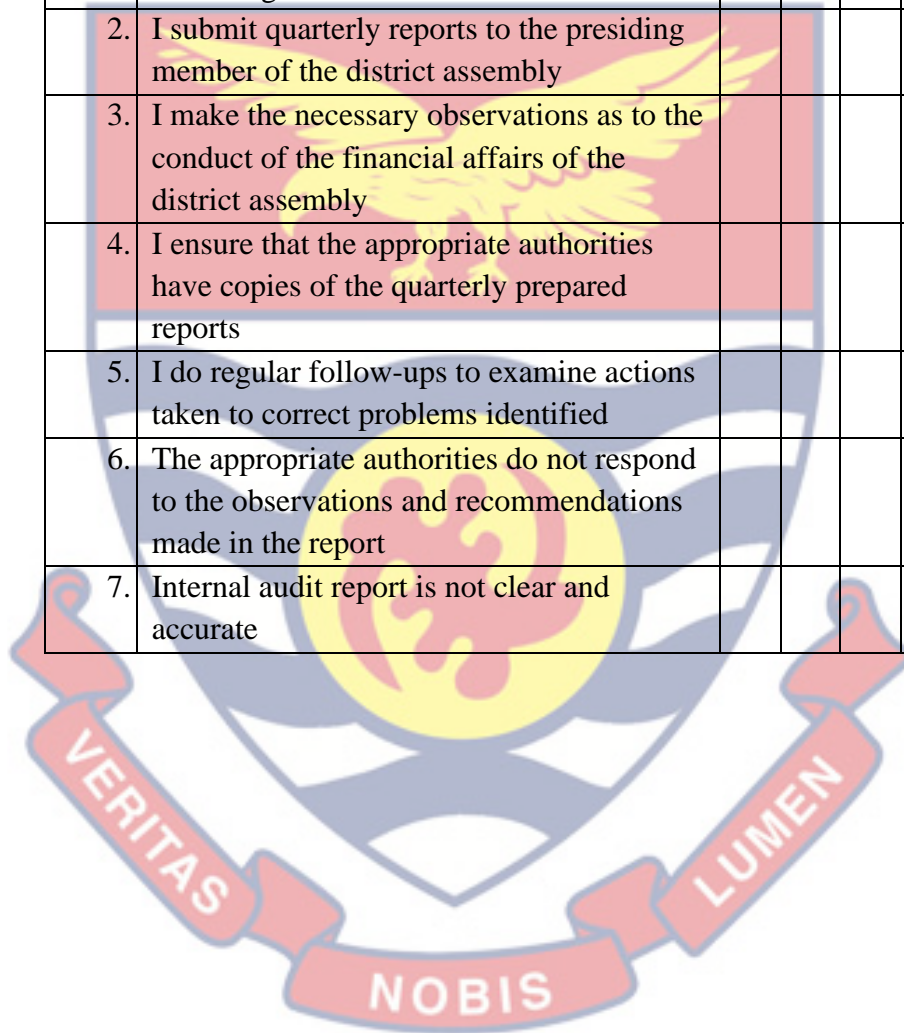 2. I submit quarterly reports to the presiding
member of the district assembly
3. I make the necessary observations as to the
conduct of the financial affairs of the
district assembly
4. I ensure that the appropriate authorities
have copies of the quarterly prepared
reports
5. I do regular follow-ups to examine actions
taken to correct problems identified
6. The appropriate authorities do not respond
to the observations and recommendations
made in the report
7. Internal audit report is not clear and
accurate
VERITAS
NOBIS
LUMEN